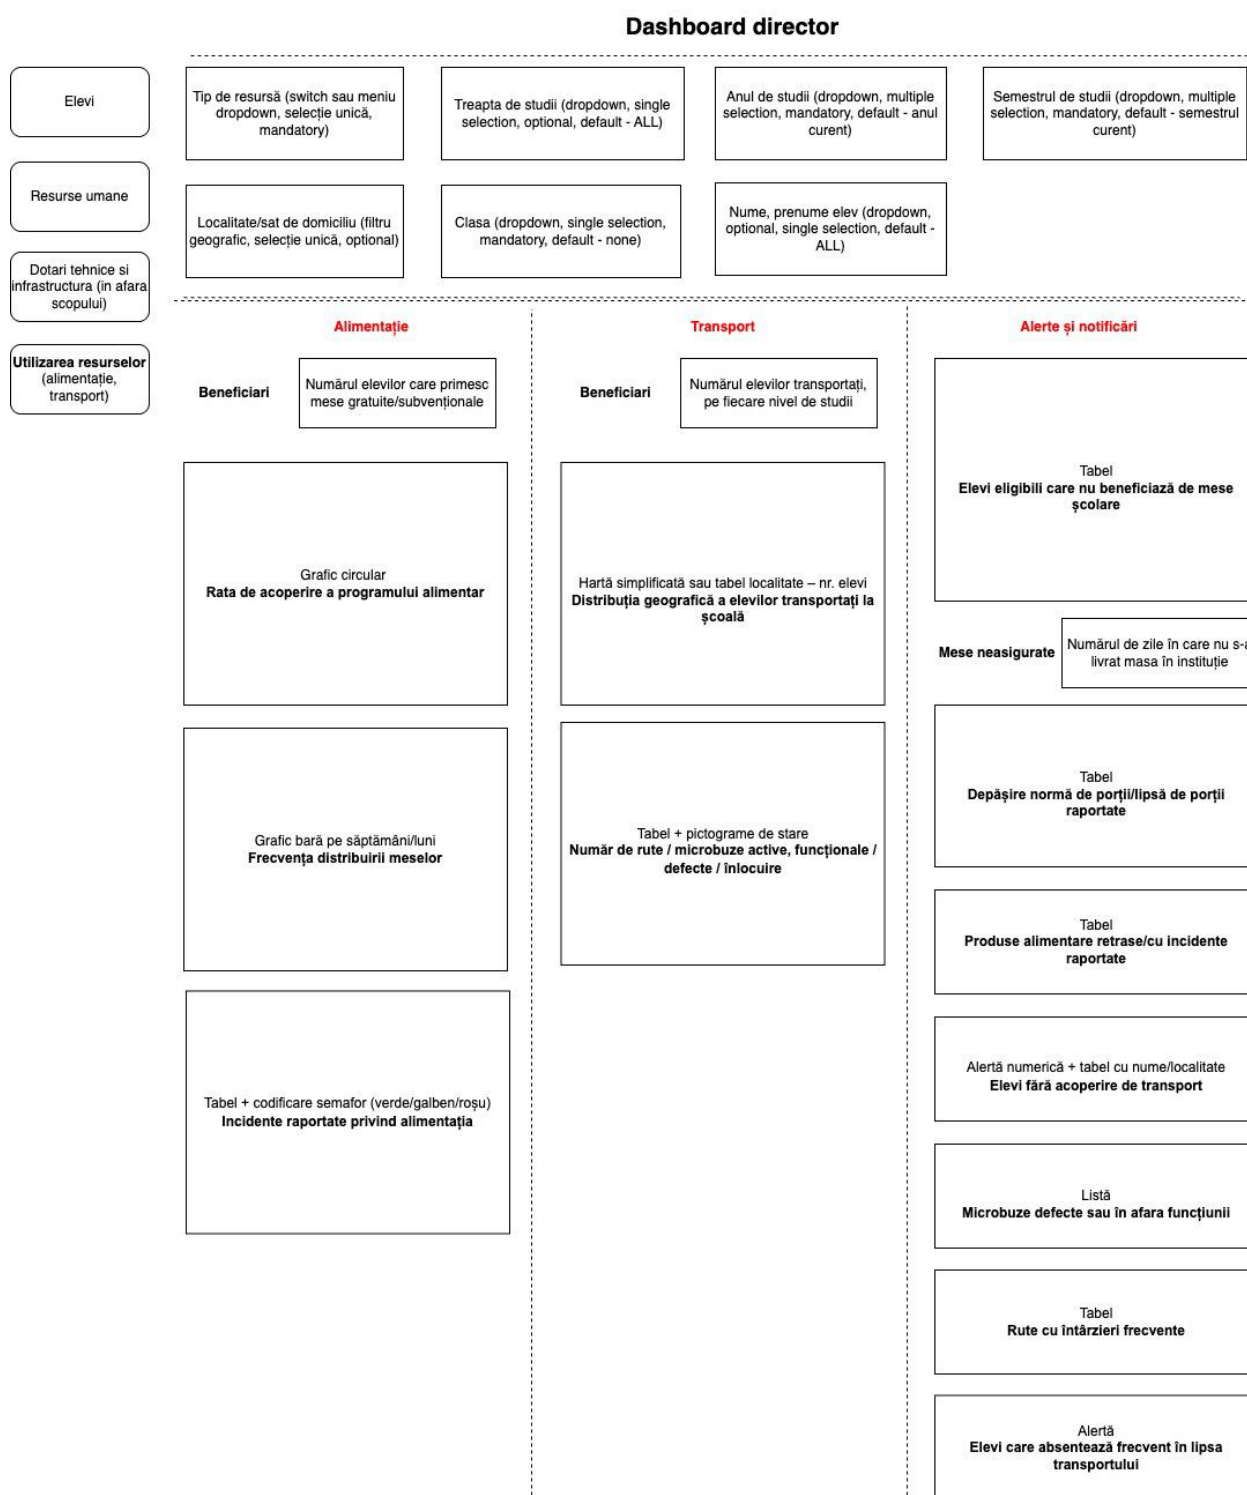 Dashboard director
Elevi
Resurse umane
Dotari tehnice si
infrastructura (in afara
scopului)
Utilizarea resurselor
(alimentație,
transport)
Tip de resursă (switch sau meniu
dropdown, selecție unică,
mandatory)
Treapta de studii (dropdown, single
selection, optional, default - ALL)
Anul de studii (dropdown, multiple
selection, mandatory, default - anul
curent)
Semestrul de studii (dropdown, multiple
selection, mandatory, default - semestrul
curent)
Localitate/sat de domiciliu (filtru
geografic, selecție unică, optional)
Clasa (dropdown, single selection,
mandatory, default - none)
Nume, prenume elev (dropdown,
optional, single selection, default -
ALL)
Alimentație
Beneficiari
Numărul elevilor care primesc
mese gratuite/subvenționale
Grafic circular
Rata de acoperire a programului alimentar
Grafic bară pe săptămâni/luni
Frecvența distribuirii meselor
Tabel + codificare semafor (verde/galben/roșu)
Incidente raportate privind alimentația
Transport
Beneficiari
Numărul elevilor transportați,
pe fiecare nivel de studii
Hartă simplificată sau tabel localitate – nr. elevi
Distribuția geografică a elevilor transportați la
școală
Tabel + pictograme de stare
Număr de rute / microbuze active, funcționale /
defecte / înlocuire
Alerte și notificări
Tabel
Elevi eligibili care nu beneficiază de mese
școlare
Mese neasigurate
Numărul de zile în care nu s-a
livrat masa în instituție
Tabel
Depășire normă de porții/lipsă de porții
raportate
Tabel
Produse alimentare retrase/cu incidente
raportate
Alertă numerică + tabel cu nume/localitate
Elevi fără acoperire de transport
Listă
Microbuze defecte sau în afara funcțiunii
Tabel
Rute cu întârzieri frecvente
Alertă
Elevi care absentează frecvent în lipsa
transportului